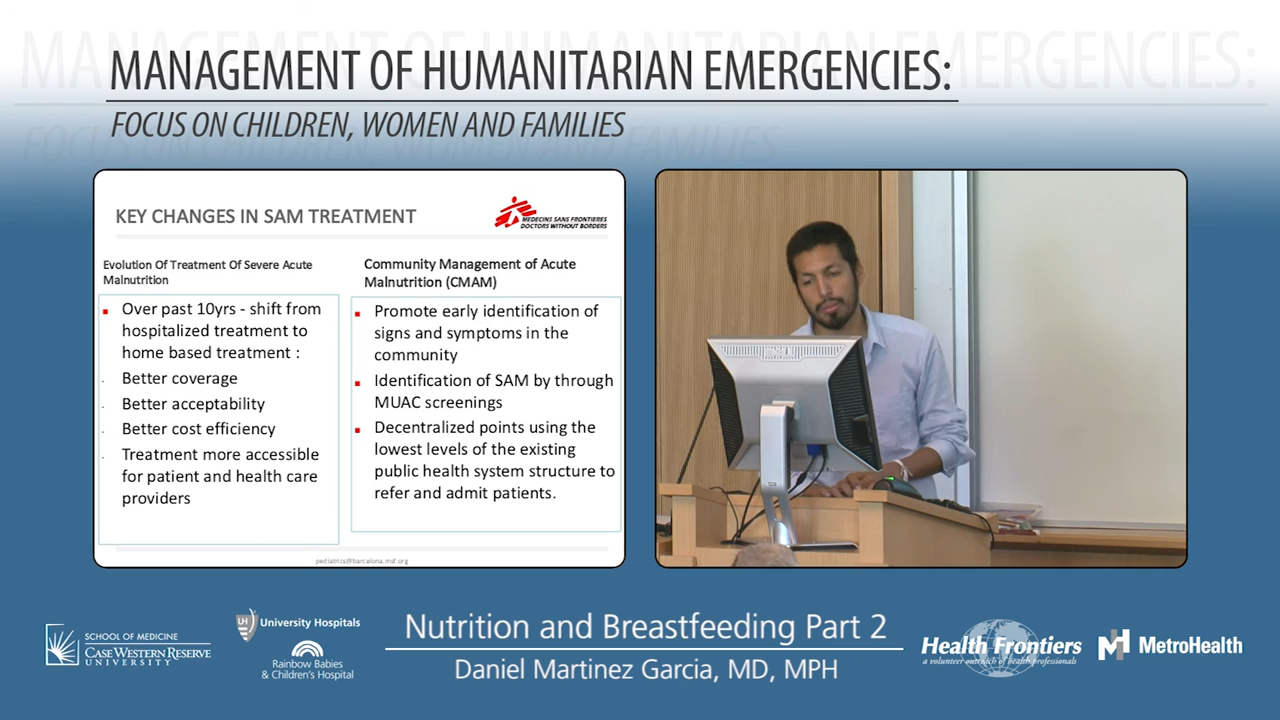 MANAGEMENT OF HUMANITARIAN EMERGENCIES:
FOCUS ON CHILDREN, WOMEN AND FAMILIES
KEY CHANGES IN SAM TREATMENT
MEDECINS SANS FRONTIERES
DOCTORS WITHOUT BORDERS
Evolution Of Treatment Of Severe Acute
Malnutrition
Over past 10yrs - shift from
hospitalized treatment to
home based treatment :
Better coverage
Better acceptability
Better cost efficiency
Treatment more accessible
for patient and health care
providers
Community Management of Acute
Malnutrition (CMAM)
Promote early identification of
signs and symptoms in the
community
Identification of SAM by through
MUAC screenings
Decentralized points using the
lowest levels of the existing
public health system structure to
refer and admit patients.
pediatrics@barcelona.msf.org
SCHOOL OF MEDICINE
CASE WESTERN RESERVE
UNIVERSITY
UH University Hospitals
Rainbow Babies
& Children's Hospital
Nutrition and Breastfeeding Part 2
Daniel Martinez Garcia, MD, MPH
Health Frontiers
a volunteer outreach of health professionals
MetroHealth